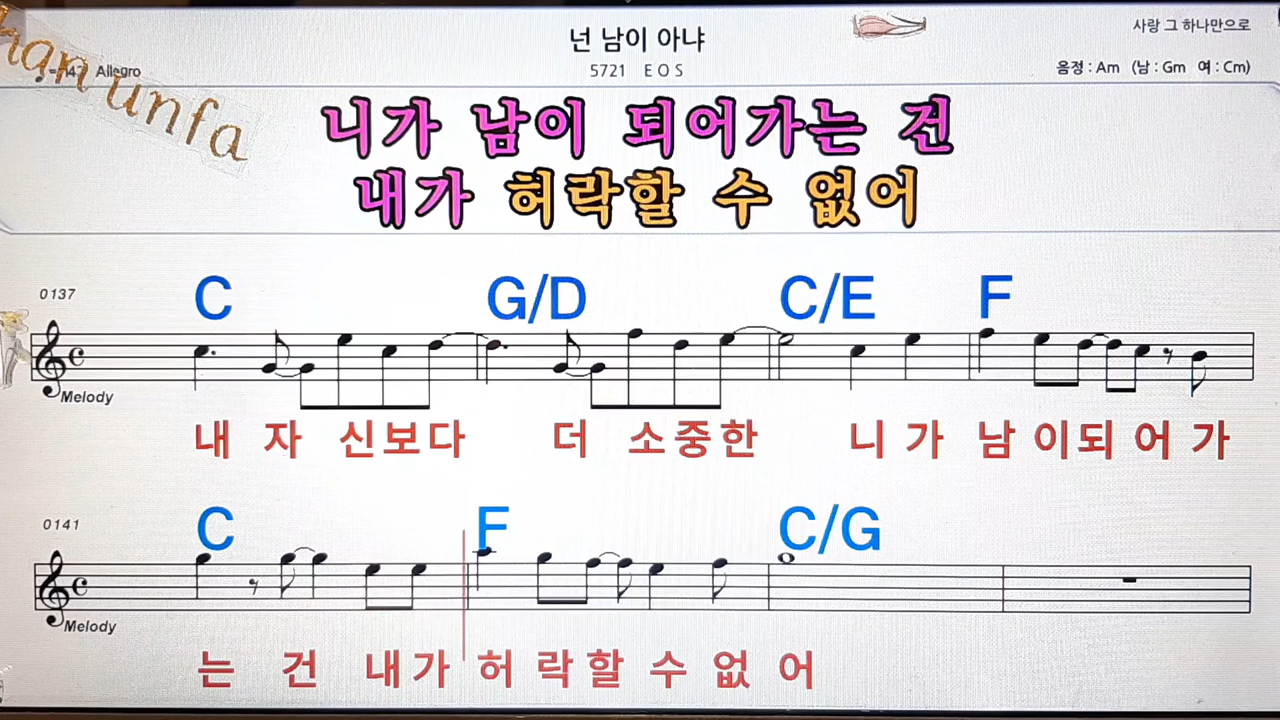 넌 남이 아냐
사랑 그 하나만으로
han unfa
Allegro
5721 EOS
음정 : Am (남 : Gm 여 : Cm)
니가 남이 되어가는 건
내가 허락할 수 없어
C G/D C/E F
0137
Melody
내 자 신보다 더 소중한 니 가 남 이되 어 가
C F C/G
0141
Melody
는 건 내가 허 락할 수 없 어